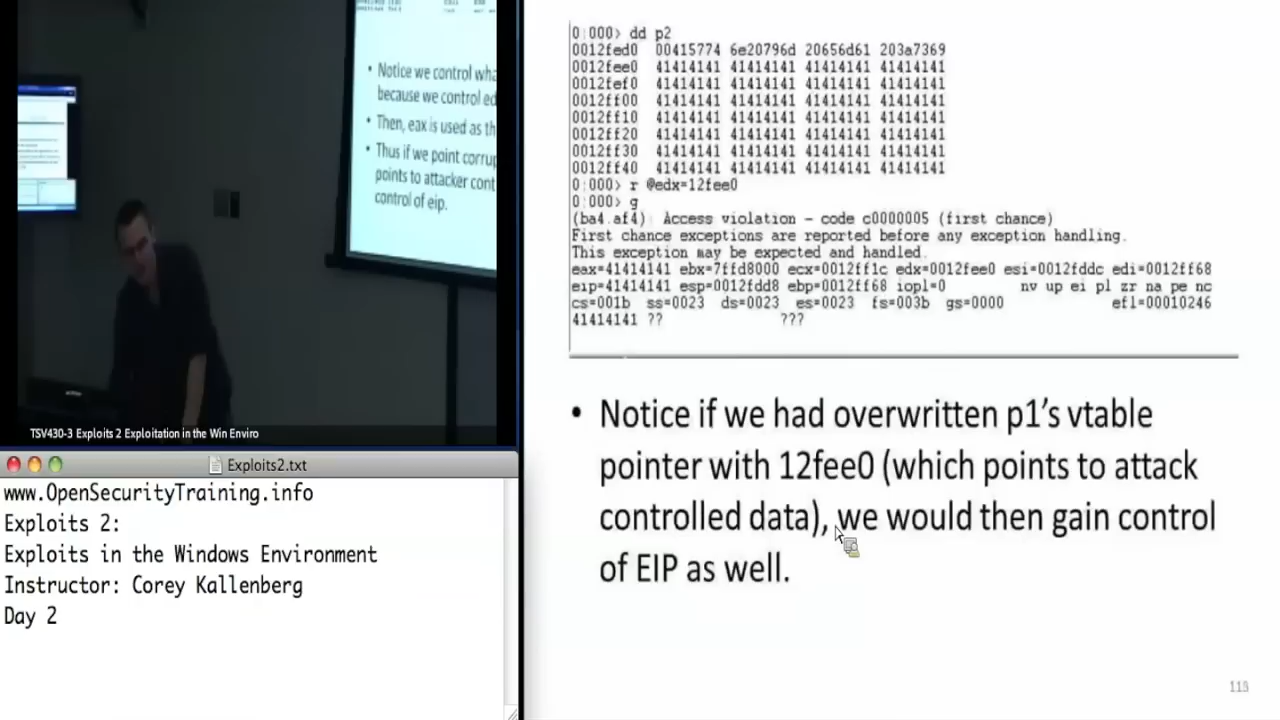 Notice we control wha
because we control ed
Then, eax is used as th
Thus if we point corrup
points to attacker cont
control of eip.
TSV430-3 Exploits 2 Exploitation in the Win Enviro
Exploits2.txt
www.OpenSecurityTraining.info
Exploits 2:
Exploits in the Windows Environment
Instructor: Corey Kallenberg
Day 2
0:000> dd p2
0012fed0 00415774 6e20796d 20656d61 203a7369
0012fee0 41414141 41414141 41414141 41414141
0012fef0 41414141 41414141 41414141 41414141
0012ff00 41414141 41414141 41414141 41414141
0012ff10 41414141 41414141 41414141 41414141
0012ff20 41414141 41414141 41414141 41414141
0012ff30 41414141 41414141 41414141 41414141
0012ff40 41414141 41414141 41414141 41414141
0:000> r @edx=12fee0
0:000> g
(ba4.af4): Access violation - code c0000005 (first chance)
First chance exceptions are reported before any exception handling.
This exception may be expected and handled.
eax=41414141 ebx=7ffd8000 ecx=0012ff1c edx=0012fee0 esi=0012fddc edi=0012ff68
eip=41414141 esp=0012fdd8 ebp=0012ff68 iopl=0 nv up ei pl zr na pe nc
cs=001b ss=0023 ds=0023 es=0023 fs=003b gs=0000 efl=00010246
41414141 ?? ???
• Notice if we had overwritten p1's vtable
pointer with 12fee0 (which points to attack
controlled data), we would then gain control
of EIP as well.
113